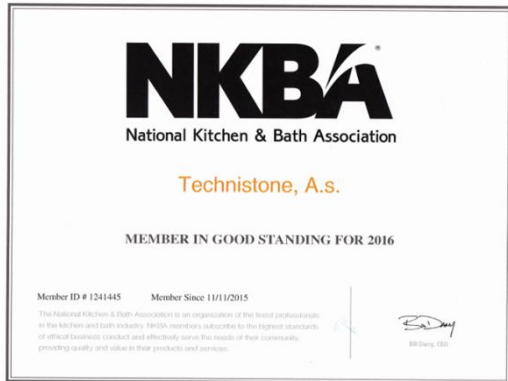 NKBA®
National Kitchen & Bath Association
Technistone, A.s.
MEMBER IN GOOD STANDING FOR 2016
Member ID # 1241445 Member Since 11/11/2015
The National Kitchen & Bath Association is an organization of the finest professionals
in the kitchen and bath industry. NKBA members subscribe to the highest standards
of ethical business conduct and effectively serve the needs of their community,
providing quality and value in their products and services.
Bill Darcy, CEO